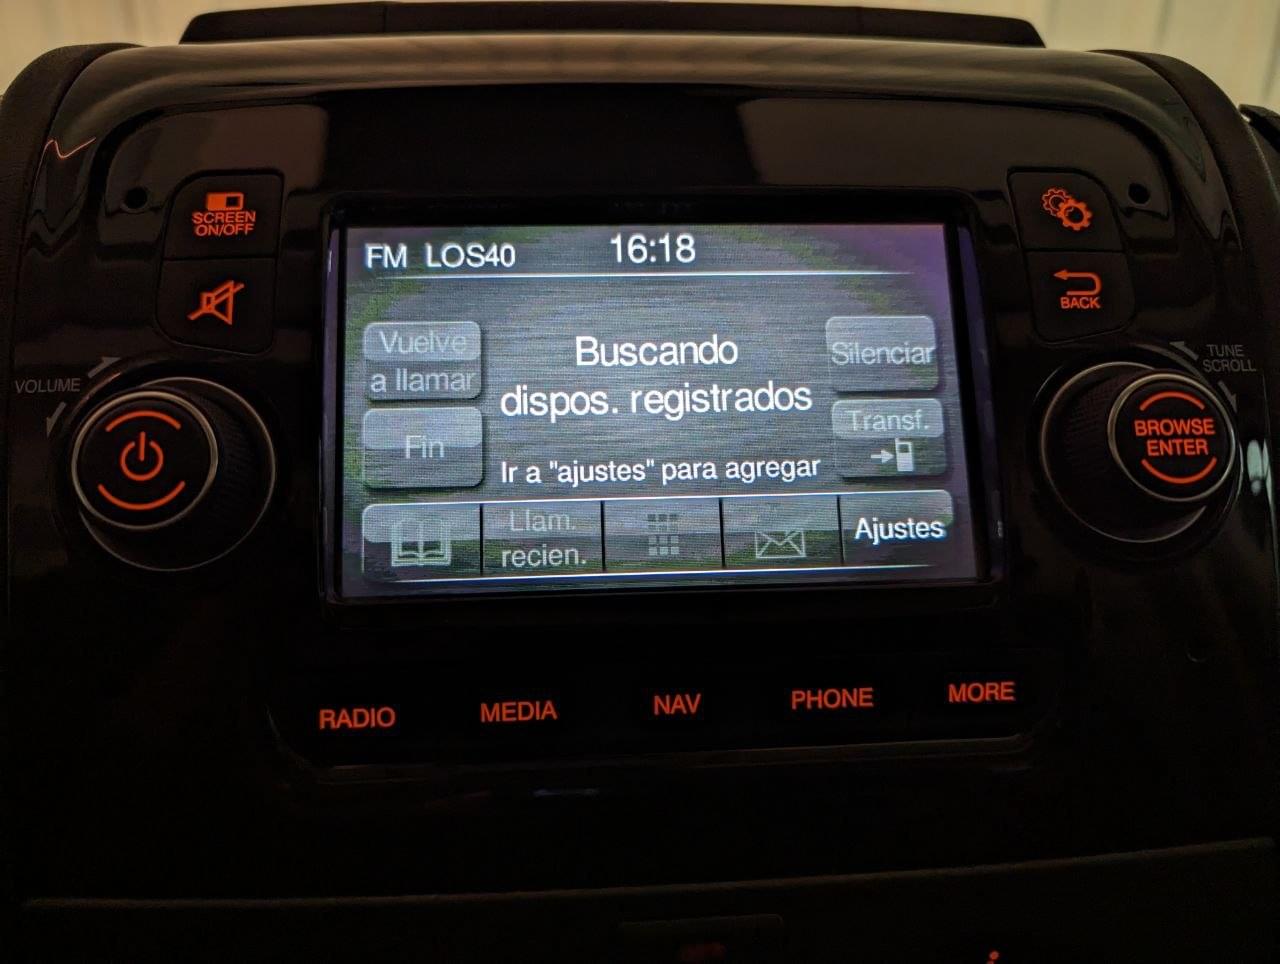 SCREEN
ON/OFF
FM LOS40 16:18
BACK
VOLUME
TUNE
SCROLL
Vuelve
a llamar
Buscando
dispos. registrados
Silenciar
Fin
Transf.
BROWSE
ENTER
Ir a "ajustes" para agregar
Llam.
recien.
Ajustes
RADIO MEDIA NAV PHONE MORE